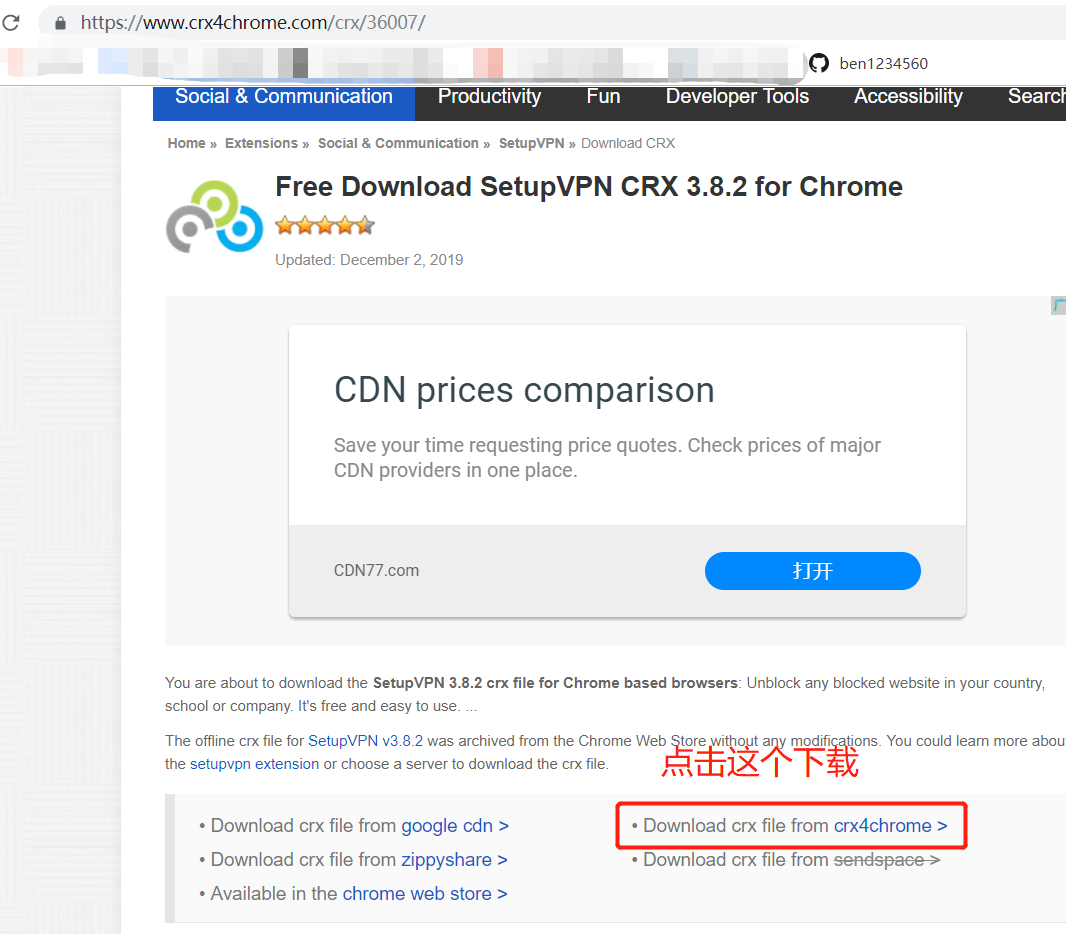 https://www.crx4chrome.com/crx/36007/
ben1234560
Social & Communication Productivity Fun Developer Tools Accessibility Search
Home » Extensions » Social & Communication » SetupVPN » Download CRX
Free Download SetupVPN CRX 3.8.2 for Chrome
Updated: December 2, 2019
CDN prices comparison
Save your time requesting price quotes. Check prices of major
CDN providers in one place.
CDN77.com
打开
You are about to download the SetupVPN 3.8.2 crx file for Chrome based browsers: Unblock any blocked website in your country,
school or company. It's free and easy to use. ...
The offline crx file for SetupVPN v3.8.2 was archived from the Chrome Web Store without any modifications. You could learn more abou
the setupvpn extension or choose a server to download the crx file.
点击这个下载
• Download crx file from google cdn >
• Download crx file from crx4chrome >
• Download crx file from zippyshare >
• Download crx file from sendspace >
• Available in the chrome web store >